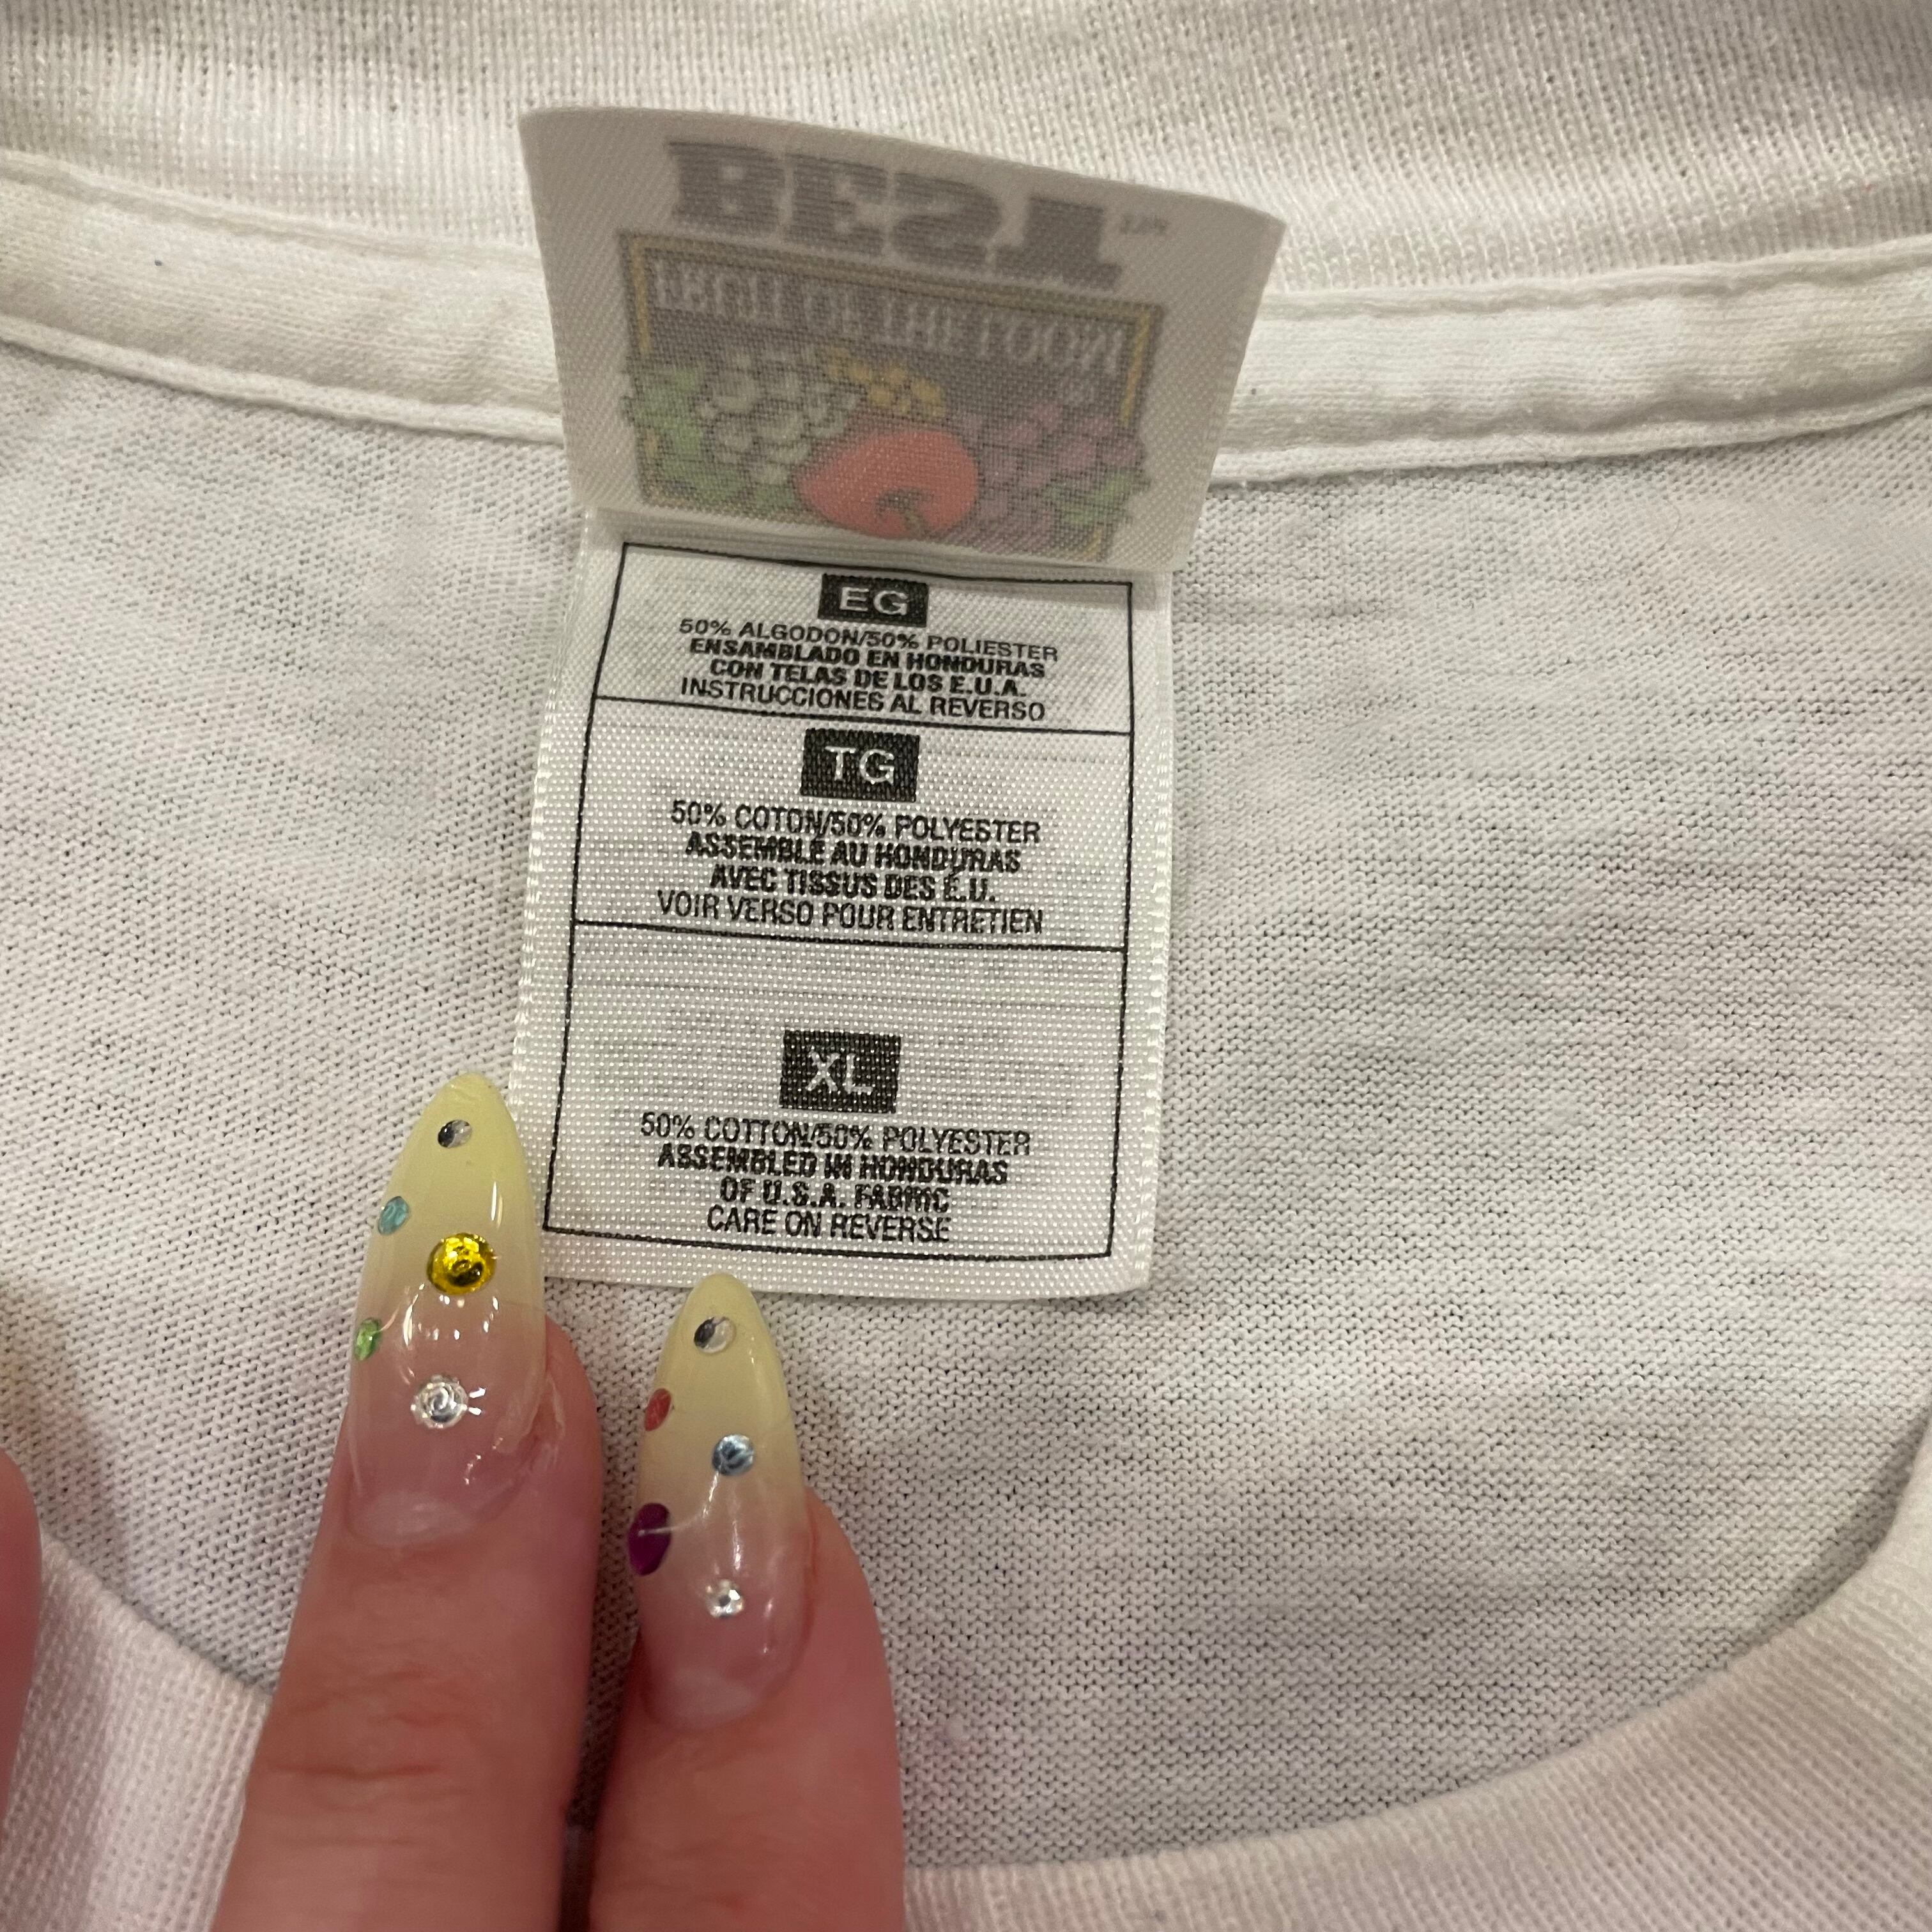 BEST™
FRUIT OF THE LOOM®
EG
50% ALGODON/50% POLIESTER
ENSAMBLADO EN HONDURAS
CON TELAS DE LOS E.U.A.
INSTRUCCIONES AL REVERSO
TG
50% COTON/50% POLYESTER
ASSEMBLÉ AU HONDURAS
AVEC TISSUS DES É.U.
VOIR VERSO POUR ENTRETIEN
XL
50% COTTON/50% POLYESTER
ASSEMBLED IN HONDURAS
OF U.S.A. FABRIC
CARE ON REVERSE